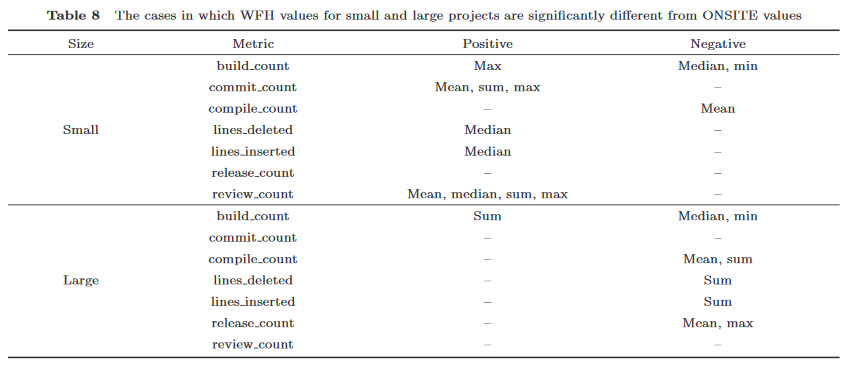 Table 8 The cases in which WFH values for small and large projects are significantly different from ONSITE values
Size Metric Positive Negative
build_count Max Median, min
commit_count Mean, sum, max –
compile_count – Mean
Small lines_deleted Median –
lines_inserted Median –
release_count – –
review_count Mean, median, sum, max –
build_count Sum Median, min
commit_count – –
compile_count – Mean, sum
Large lines_deleted – Sum
lines_inserted – Sum
release_count – Mean, max
review_count – –